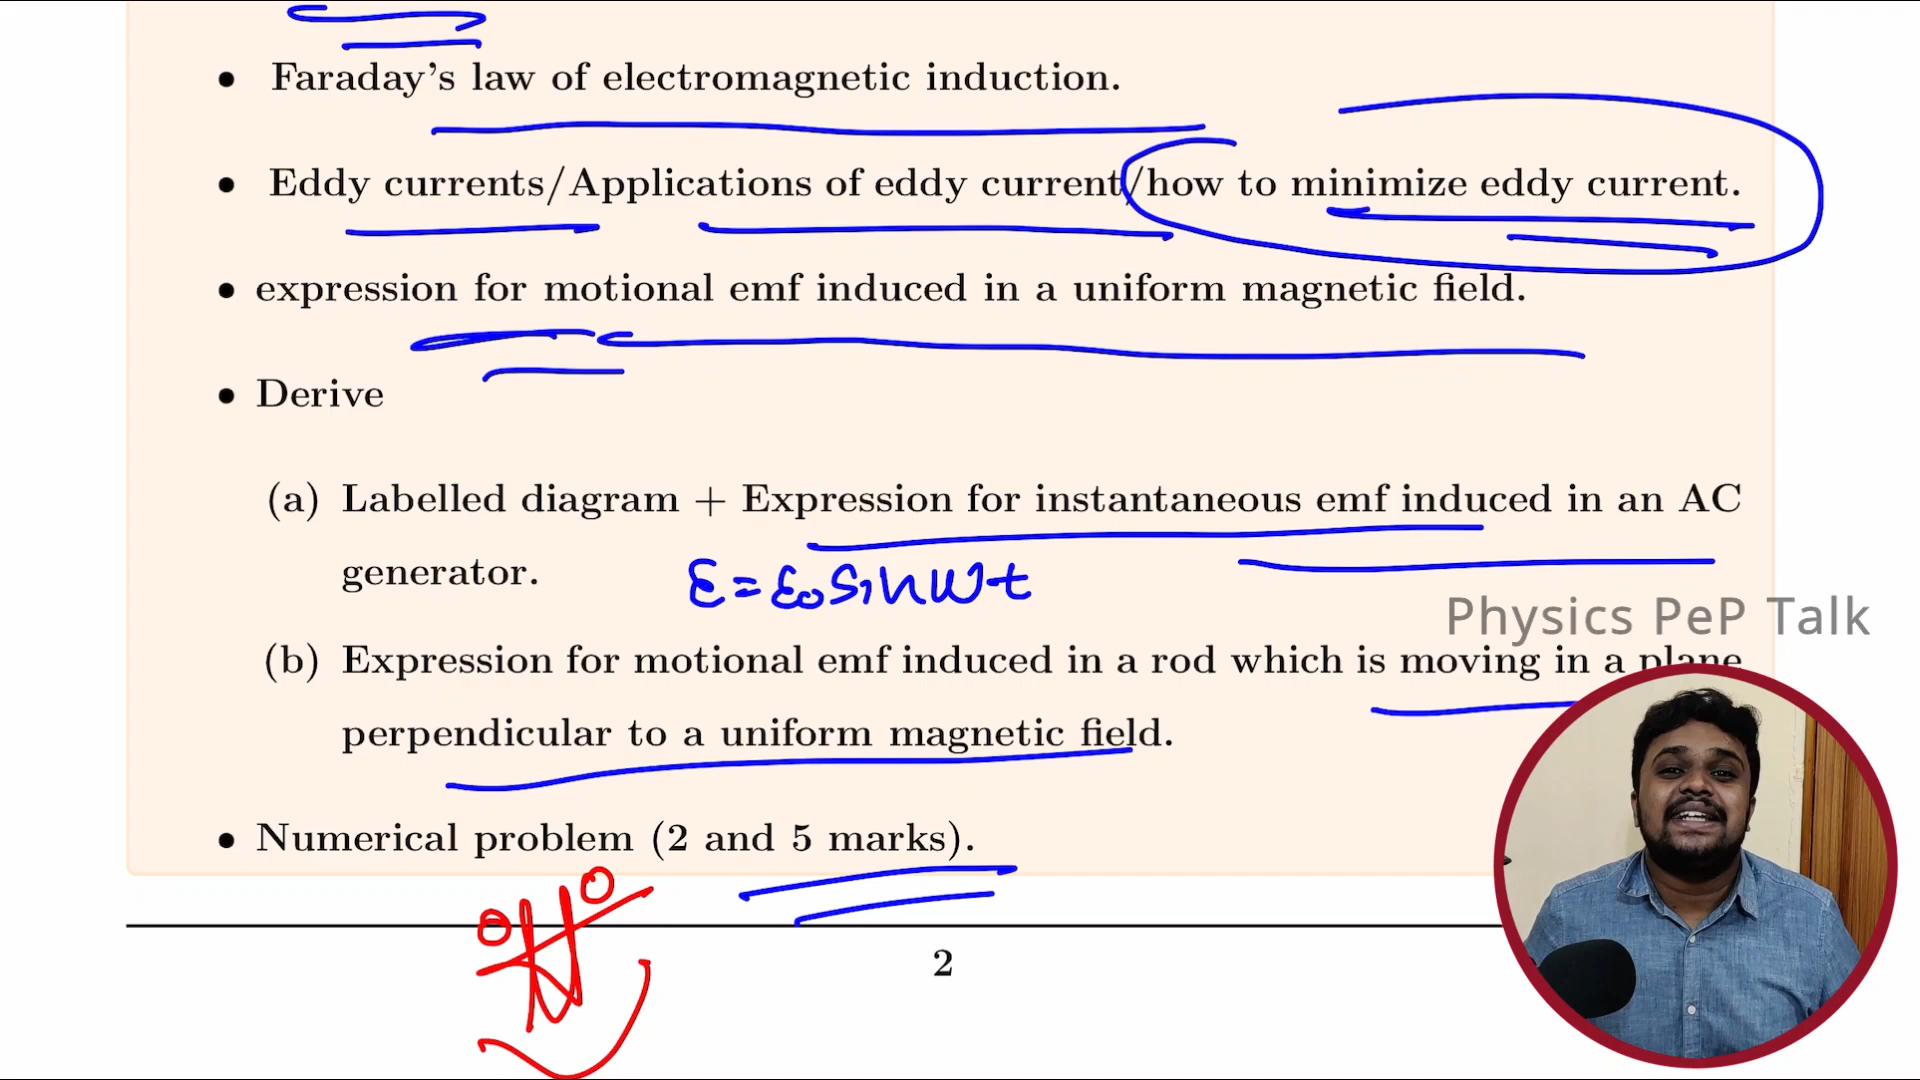 • Faraday's law of electromagnetic induction.
• Eddy currents/Applications of eddy current/how to minimize eddy current.
• expression for motional emf induced in a uniform magnetic field.
• Derive
(a) Labelled diagram + Expression for instantaneous emf induced in an AC
generator.
ε = ε₀ sin ωt
Physics PeP Talk
(b) Expression for motional emf induced in a rod which is moving in a plane
perpendicular to a uniform magnetic field.
• Numerical problem (2 and 5 marks).
2